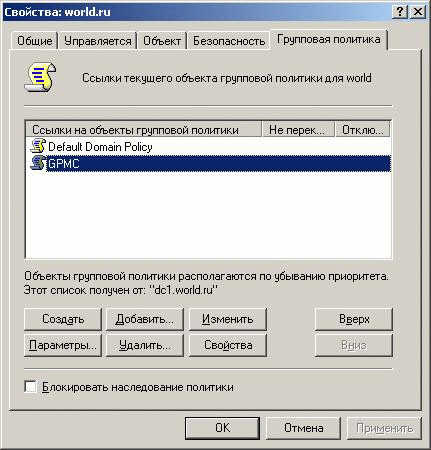 Свойства: world.ru
Общие Управляется Объект Безопасность Групповая политика
Ссылки текущего объекта групповой политики для world
Ссылки на объекты групповой политики Не перек... Отклю...
Default Domain Policy
GPMC
Объекты групповой политики располагаются по убыванию приоритета.
Этот список получен от: "dc1.world.ru"
Создать Добавить... Изменить Вверх
Параметры... Удалить... Свойства Вниз
Блокировать наследование политики
OK Отмена Применить